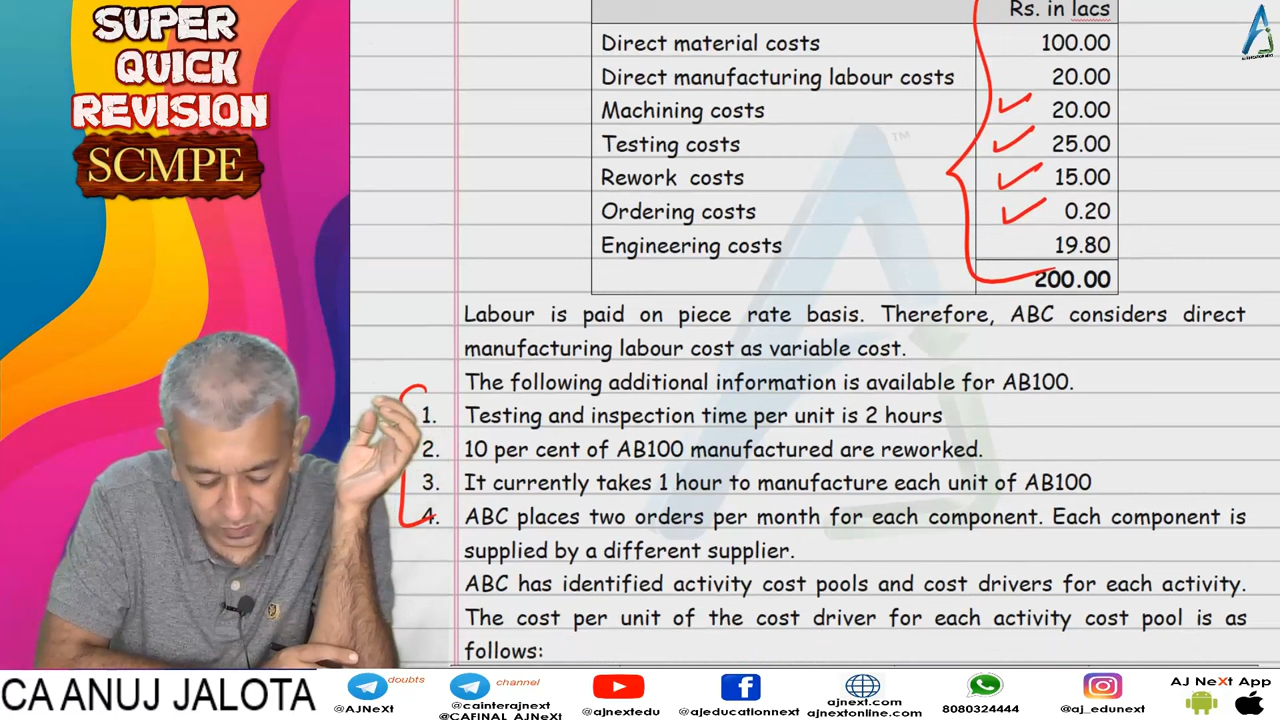 SUPER
QUICK
REVISION
SCMPE
Rs. in lacs
Direct material costs 100.00
Direct manufacturing labour costs 20.00
Machining costs 20.00
Testing costs 25.00
Rework costs 15.00
Ordering costs 0.20
Engineering costs 19.80
200.00
Labour is paid on piece rate basis. Therefore, ABC considers direct
manufacturing labour cost as variable cost.
The following additional information is available for AB100.
1. Testing and inspection time per unit is 2 hours
2. 10 per cent of AB100 manufactured are reworked.
3. It currently takes 1 hour to manufacture each unit of AB100
4. ABC places two orders per month for each component. Each component is
supplied by a different supplier.
ABC has identified activity cost pools and cost drivers for each activity.
The cost per unit of the cost driver for each activity cost pool is as
follows:
TM
CA ANUJ JALOTA
doubts
@AJNeXt
channel
@cainterajnext
@CAFINAL_AJNeXt
@ajnextedu
@ajeducationnext
ajnext.com
ajnextonline.com
8080324444
@aj_edunext
AJ NeXt App